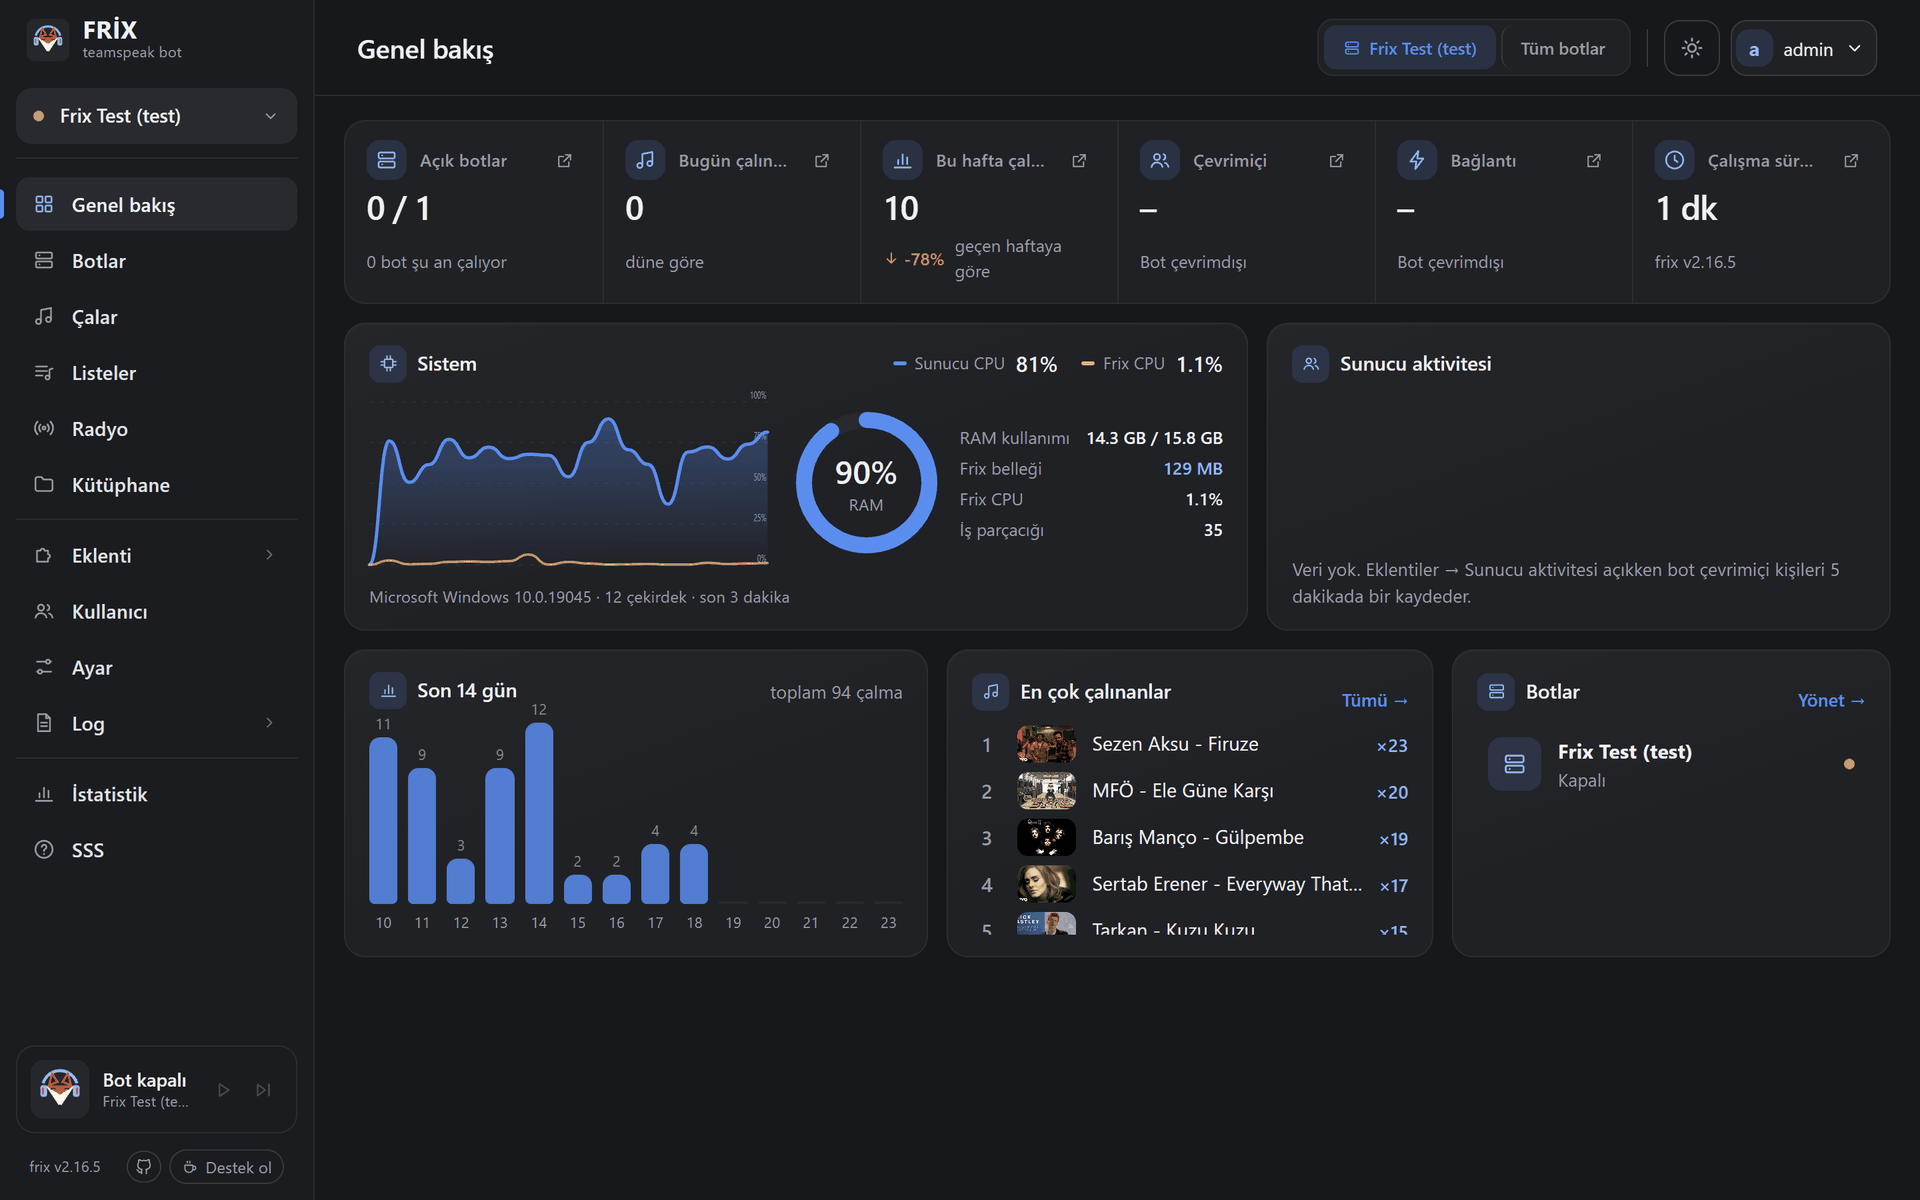 FRİX
teamspeak bot
Frix Test (test)
Genel bakış
Botlar
Çalar
Listeler
Radyo
Kütüphane
Eklenti
Kullanıcı
Ayar
Log
İstatistik
SSS
Bot kapalı
Frix Test (te...
frix v2.16.5
Destek ol
Genel bakış
Frix Test (test)
Tüm botlar
a
admin
Açık botlar
0 / 1
0 bot şu an çalıyor
Bugün çalın...
0
düne göre
Bu hafta çal...
10
↓ -78%
geçen haftaya
göre
Çevrimiçi
–
Bot çevrimdışı
Bağlantı
–
Bot çevrimdışı
Çalışma sür...
1 dk
frix v2.16.5
Sistem
Sunucu CPU 81%
Frix CPU 1.1%
100%
75%
50%
25%
0%
90%
RAM
RAM kullanımı 14.3 GB / 15.8 GB
Frix belleği 129 MB
Frix CPU 1.1%
İş parçacığı 35
Microsoft Windows 10.0.19045 · 12 çekirdek · son 3 dakika
Sunucu aktivitesi
Veri yok. Eklentiler → Sunucu aktivitesi açıkken bot çevrimiçi kişileri 5
dakikada bir kaydeder.
Son 14 gün
toplam 94 çalma
11 9 3 9 12 2 2 4 4
10 11 12 13 14 15 16 17 18 19 20 21 22 23
En çok çalınanlar
Tümü →
1 Sezen Aksu - Firuze ×23
2 MFÖ - Ele Güne Karşı ×20
3 Barış Manço - Gülpembe ×19
4 Sertab Erener - Everyway That... ×17
5 Tarkan - Kuzu Kuzu ×15
Botlar
Yönet →
Frix Test (test)
Kapalı